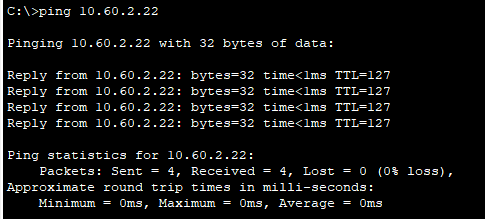 C:\>ping 10.60.2.22
Pinging 10.60.2.22 with 32 bytes of data:
Reply from 10.60.2.22: bytes=32 time<1ms TTL=127
Reply from 10.60.2.22: bytes=32 time<1ms TTL=127
Reply from 10.60.2.22: bytes=32 time<1ms TTL=127
Reply from 10.60.2.22: bytes=32 time<1ms TTL=127
Ping statistics for 10.60.2.22:
    Packets: Sent = 4, Received = 4, Lost = 0 (0% loss),
Approximate round trip times in milli-seconds:
    Minimum = 0ms, Maximum = 0ms, Average = 0ms